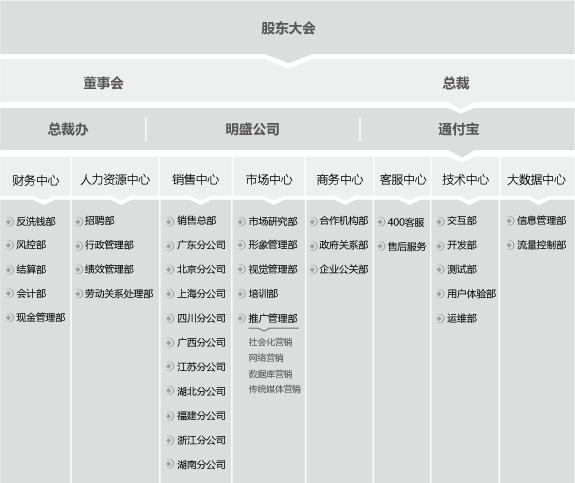 股东大会
董事会
总裁
总裁办
明盛公司
通付宝
财务中心
人力资源中心
销售中心
市场中心
商务中心
客服中心
技术中心
大数据中心
反洗钱部
风控部
结算部
会计部
现金管理部
招聘部
行政管理部
绩效管理部
劳动关系处理部
销售总部
广东分公司
北京分公司
上海分公司
四川分公司
广西分公司
江苏分公司
湖北分公司
福建分公司
浙江分公司
湖南分公司
市场研究部
形象管理部
视觉管理部
培训部
推广管理部
社会化营销
网络营销
数据库营销
传统媒体营销
合作机构部
政府关系部
企业公关部
400客服
售后服务
交互部
开发部
测试部
用户体验部
运维部
信息管理部
流量控制部